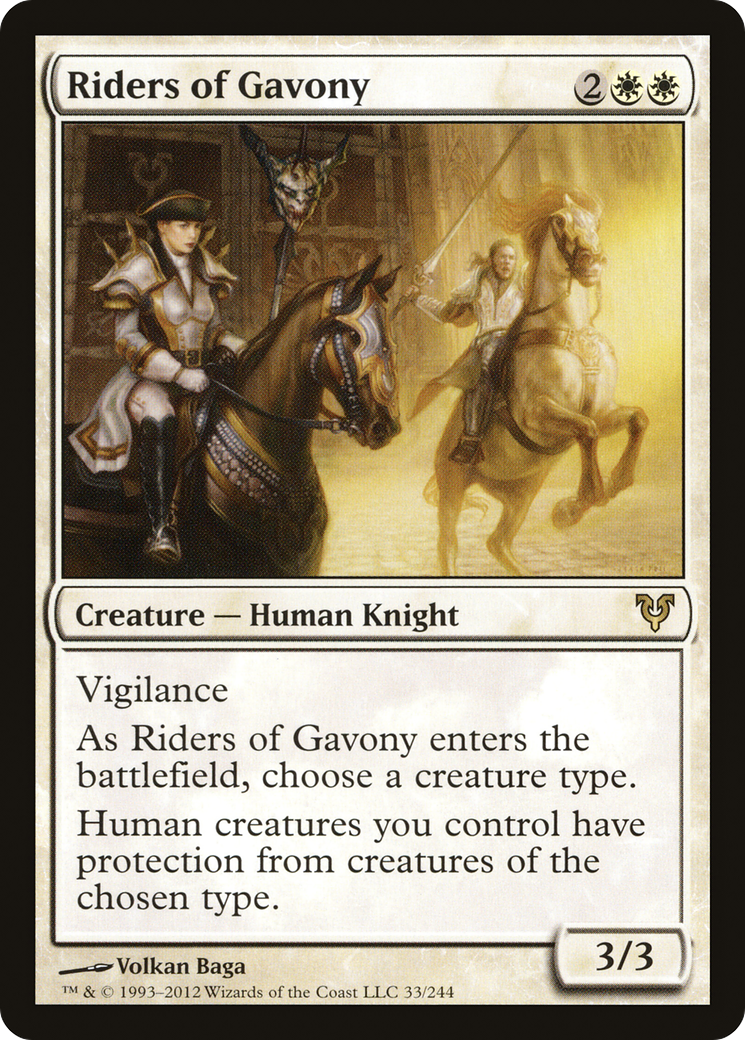 Riders of Gavony 2
Creature — Human Knight
Vigilance
As Riders of Gavony enters the
battlefield, choose a creature type.
Human creatures you control have
protection from creatures of the
chosen type.
3/3
Volkan Baga
™ & © 1993–2012 Wizards of the Coast LLC 33/244